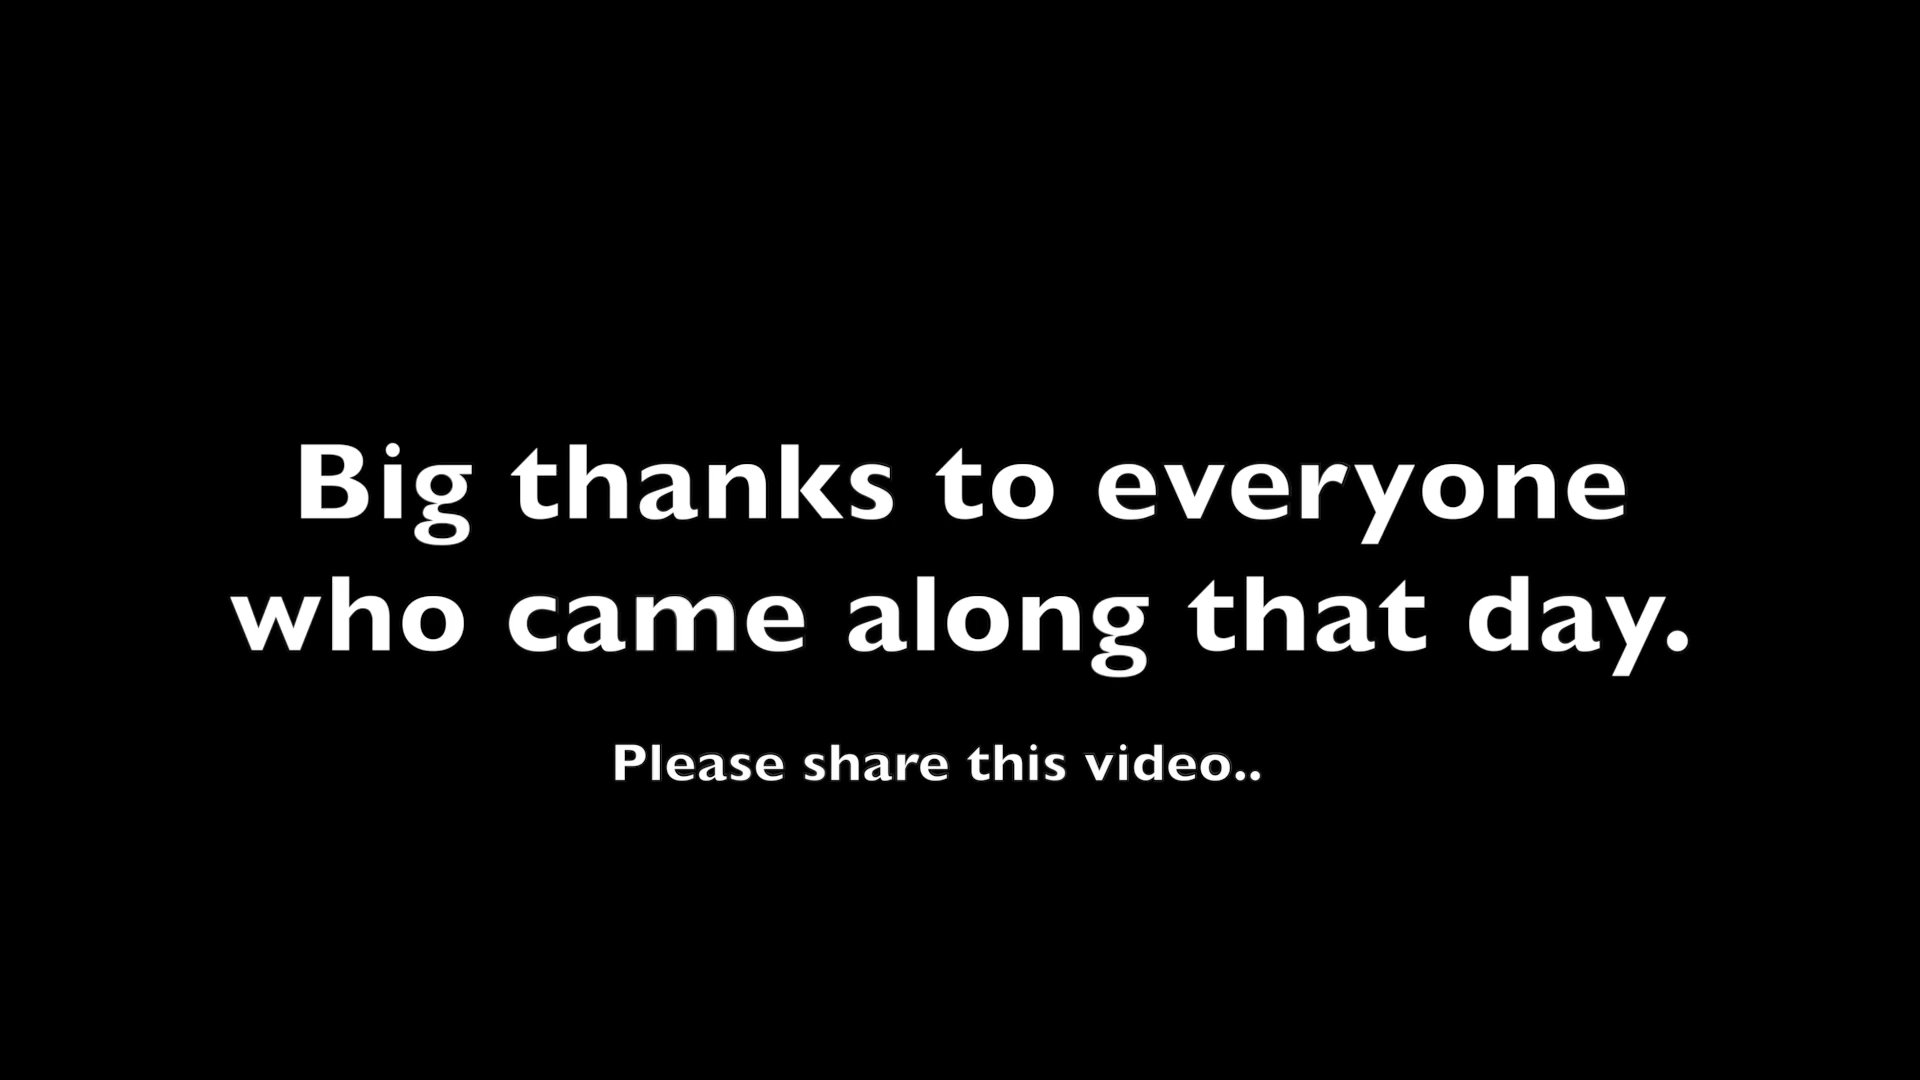 Big thanks to everyone
who came along that day.
Please share this video..